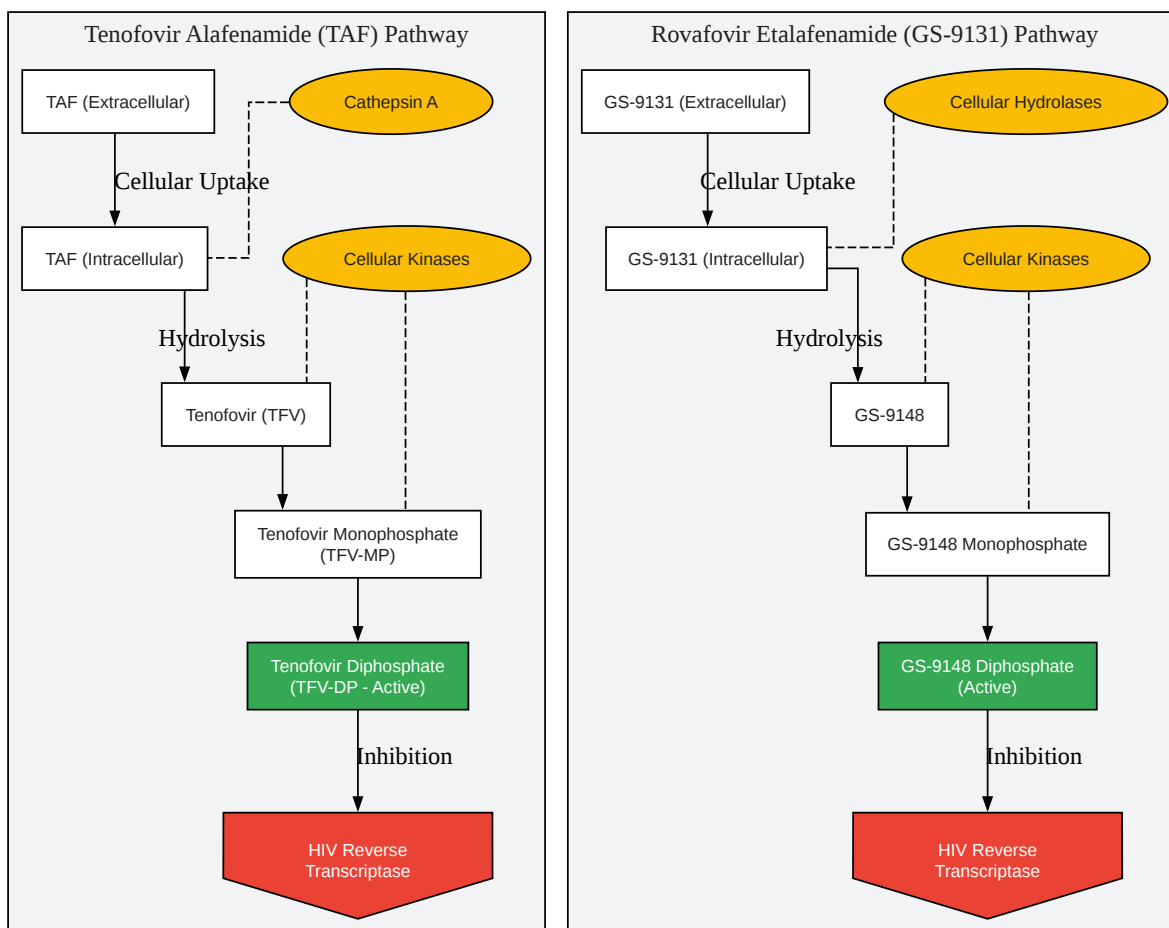 Tenofovir Alafenamide (TAF) Pathway
TAF (Extracellular)
Cathepsin A
Cellular Uptake
TAF (Intracellular)
Cellular Kinases
Hydrolysis
Tenofovir (TFV)
Tenofovir Monophosphate
(TFV-MP)
Tenofovir Diphosphate
(TFV-DP - Active)
Inhibition
HIV Reverse
Transcriptase
Rovafovir Etalafenamide (GS-9131) Pathway
GS-9131 (Extracellular)
Cellular Hydrolases
Cellular Uptake
GS-9131 (Intracellular)
Cellular Kinases
Hydrolysis
GS-9148
GS-9148 Monophosphate
GS-9148 Diphosphate
(Active)
Inhibition
HIV Reverse
Transcriptase